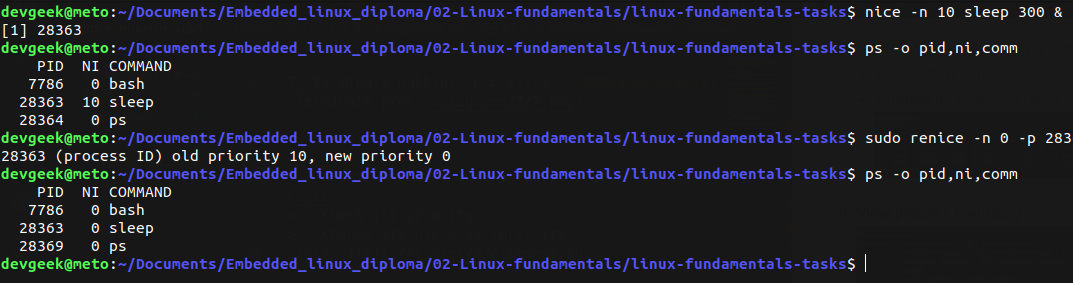 devgeek@meto:~/Documents/Embedded_linux_diploma/02-Linux-fundamentals/linux-fundamentals-tasks$ nice -n 10 sleep 300 &
[1] 28363
devgeek@meto:~/Documents/Embedded_linux_diploma/02-Linux-fundamentals/linux-fundamentals-tasks$ ps -o pid,ni,comm
    PID  NI COMMAND
   7786   0 bash
  28363  10 sleep
  28364   0 ps
devgeek@meto:~/Documents/Embedded_linux_diploma/02-Linux-fundamentals/linux-fundamentals-tasks$ sudo renice -n 0 -p 283
28363 (process ID) old priority 10, new priority 0
devgeek@meto:~/Documents/Embedded_linux_diploma/02-Linux-fundamentals/linux-fundamentals-tasks$ ps -o pid,ni,comm
    PID  NI COMMAND
   7786   0 bash
  28363   0 sleep
  28369   0 ps
devgeek@meto:~/Documents/Embedded_linux_diploma/02-Linux-fundamentals/linux-fundamentals-tasks$